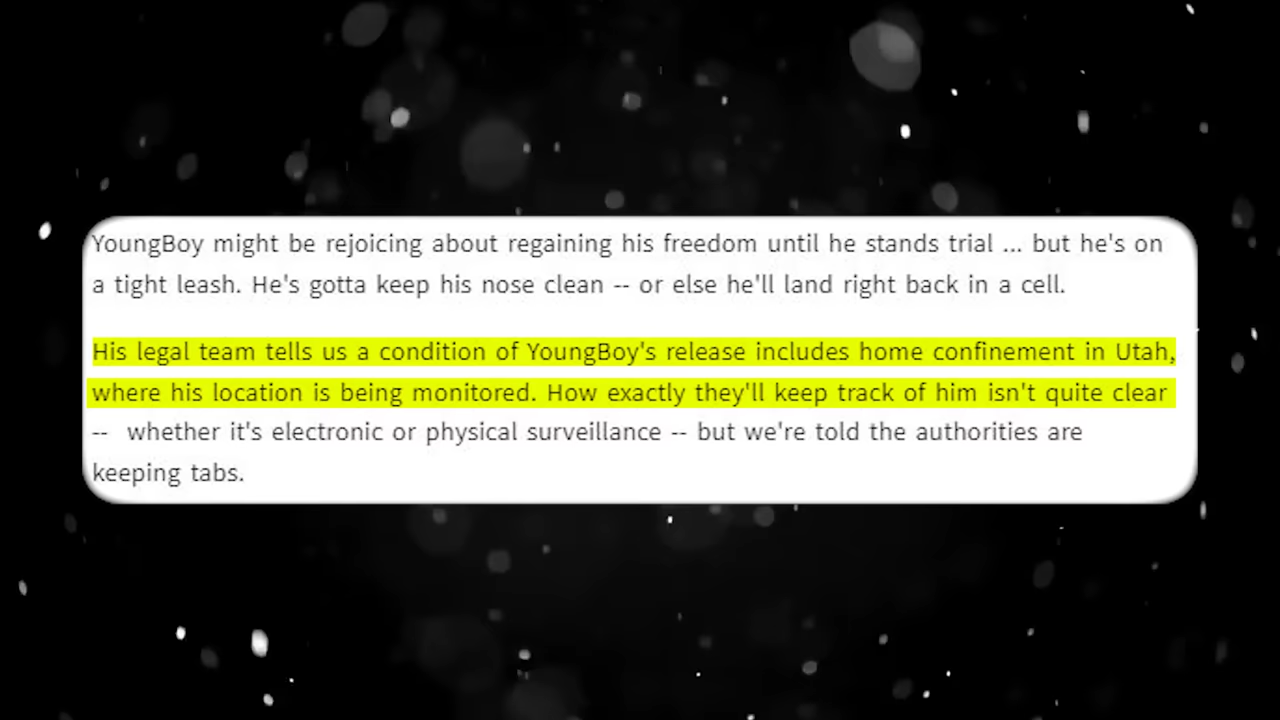 YoungBoy might be rejoicing about regaining his freedom until he stands trial ... but he's on
a tight leash. He's gotta keep his nose clean -- or else he'll land right back in a cell.
His legal team tells us a condition of YoungBoy's release includes home confinement in Utah,
where his location is being monitored. How exactly they'll keep track of him isn't quite clear
-- whether it's electronic or physical surveillance -- but we're told the authorities are
keeping tabs.